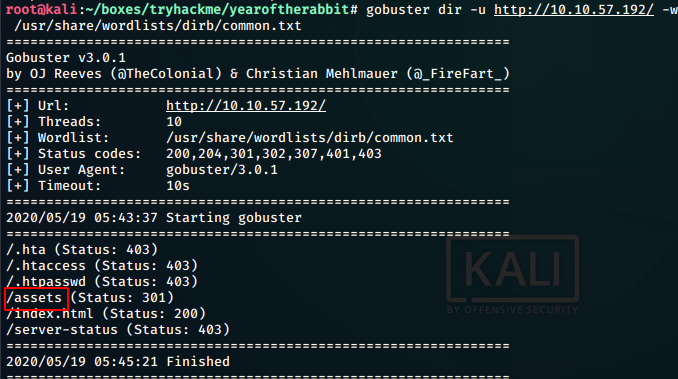 root@kali:~/boxes/tryhackme/yearoftherabbit# gobuster dir -u http://10.10.57.192/ -w
/usr/share/wordlists/dirb/common.txt
===============================================================
Gobuster v3.0.1
by OJ Reeves (@TheColonial) & Christian Mehlmauer (@_FireFart_)
===============================================================
[+] Url:            http://10.10.57.192/
[+] Threads:        10
[+] Wordlist:       /usr/share/wordlists/dirb/common.txt
[+] Status codes:   200,204,301,302,307,401,403
[+] User Agent:     gobuster/3.0.1
[+] Timeout:        10s
===============================================================
2020/05/19 05:43:37 Starting gobuster
===============================================================
/.hta (Status: 403)
/.htaccess (Status: 403)
/.htpasswd (Status: 403)
/assets (Status: 301)
/index.html (Status: 200)
/server-status (Status: 403)
===============================================================
2020/05/19 05:45:21 Finished
===============================================================
KALI
BY OFFENSIVE SECURITY